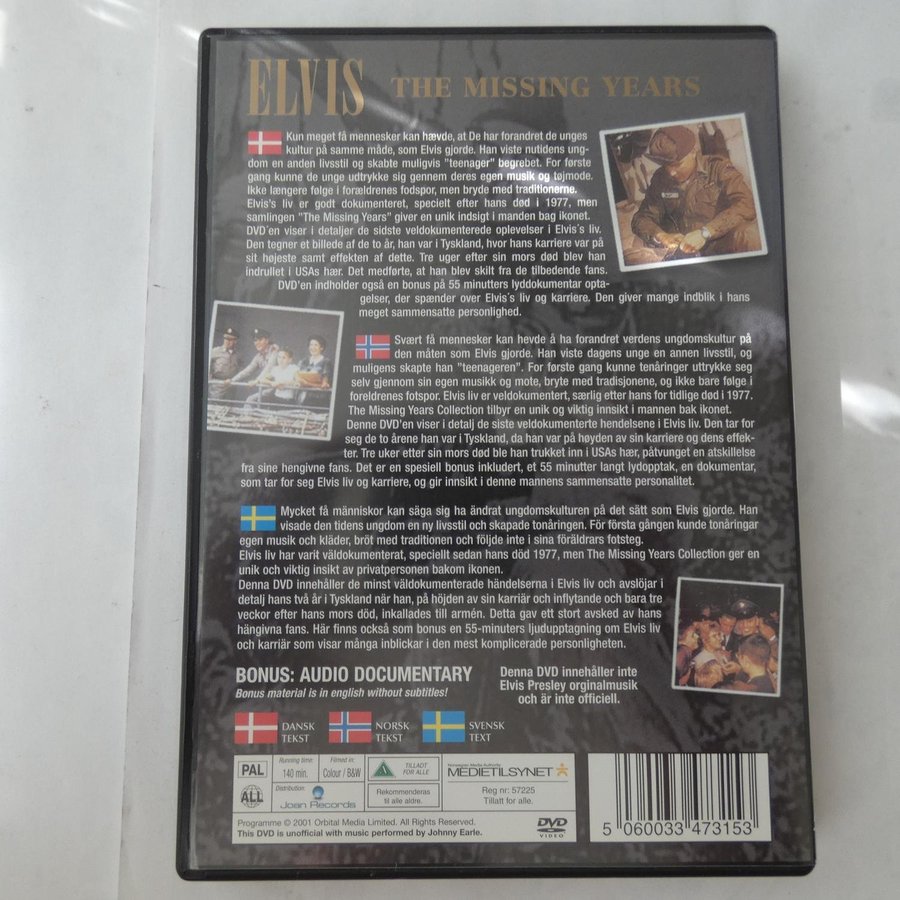 ELVIS THE MISSING YEARS
Kun meget få mennesker kan hævde, at De har forandret de unges
kultur på samme måde, som Elvis gjorde. Han viste nutidens ung-
dom en anden livsstil og skabte muligvis "teenager" begrebet. For første
gang kunne de unge udtrykke sig gennem deres egen musik og tøjmode.
Ikke længere følge i forældrenes fodspor, men bryde med traditionerne.
Elvis's liv er godt dokumenteret, specielt efter hans død i 1977, men
samlingen "The Missing Years" giver en unik indsigt i manden bag ikonet.
DVD´en viser i detaljer de sidste veldokumenterede oplevelser i Elvis´s liv.
Den tegner et billede af de to år, han var i Tyskland, hvor hans karriere var på
sit højeste samt effekten af dette. Tre uger efter sin mors død blev han
indrullet i USAs hær. Det medførte, at han blev skilt fra de tilbedende fans.
DVD'en indholder også en bonus på 55 minutters lyddokumentar opta-
gelser, der spænder over Elvis´s liv og karriere. Den giver mange indblik i hans
meget sammensatte personlighed.
Svært få mennesker kan hevde å ha forandret verdens ungdomskultur på
den måten som Elvis gjorde. Han viste dagens unge en annen livsstil, og
muligens skapte han "teenageren". For første gang kunne tenåringer uttrykke seg
selv gjennom sin egen musikk og mote, bryte med tradisjonene, og ikke bare følge i
foreldrenes fotspor. Elvis liv er veldokumentert, særlig etter hans for tidlige død i 1977.
The Missing Years Collection tilbyr en unik og viktig innsikt i mannen bak ikonet.
Denne DVD'en viser i detalj de siste veldokumenterte hendelsene i Elvis liv. Den tar for
seg de to årene han var i Tyskland, da han var på høyden av sin karriere og dens effek-
ter. Tre uker etter sin mors død ble han trukket inn i USAs hær, påtvunget en atskillelse
fra sine hengivne fans. Det er en spesiell bonus inkludert, et 55 minutter langt lydopptak, en dokumentar,
som tar for seg Elvis liv og karriere, og gir innsikt i denne mannens sammensatte personalitet.
Mycket få människor kan säga sig ha ändrat ungdomskulturen på det sätt som Elvis gjorde. Han
visade den tidens ungdom en ny livsstil och skapade tonåringen. För första gången kunde tonåringar
egen musik och kläder, bröt med traditionen och följde inte i sina föräldrars fotsteg.
Elvis liv har varit väldokumenterat, speciellt sedan hans död 1977, men The Missing Years Collection ger en
unik och viktig insikt av privatpersonen bakom ikonen.
Denna DVD innehåller de minst väldokumenterade händelserna i Elvis liv och avslöjar i
detalj hans två år i Tyskland när han, på höjden av sin karriär och inflytande och bara tre
veckor efter hans mors död, inkallades till armén. Detta gav ett stort avsked av hans
hängivna fans. Här finns också som bonus en 55-minuters ljudupptagning om Elvis liv
och karriär som visar många inblickar i den mest komplicerade personligheten.
BONUS: AUDIO DOCUMENTARY
Bonus material is in english without subtitles!
Denna DVD innehåller inte
Elvis Presley orginalmusik
och är inte officiell.
DANSK
TEKST
NORSK
TEKST
SVENSK
TEXT
PAL
ALL
Running time:
140 min.
Filmed in:
Colour / B&W
Distribution:
Joan Records
TILLADT
FOR ALLE
Rekommenderas
til alle aldre.
Norwegian Media Authority
MEDIETILSYNET
Reg nr: 57225
Tillatt for alle.
Programme © 2001 Orbital Media Limited. All Rights Reserved.
This DVD is unofficial with music performed by Johnny Earle.
DVD
VIDEO
5 060033 473153